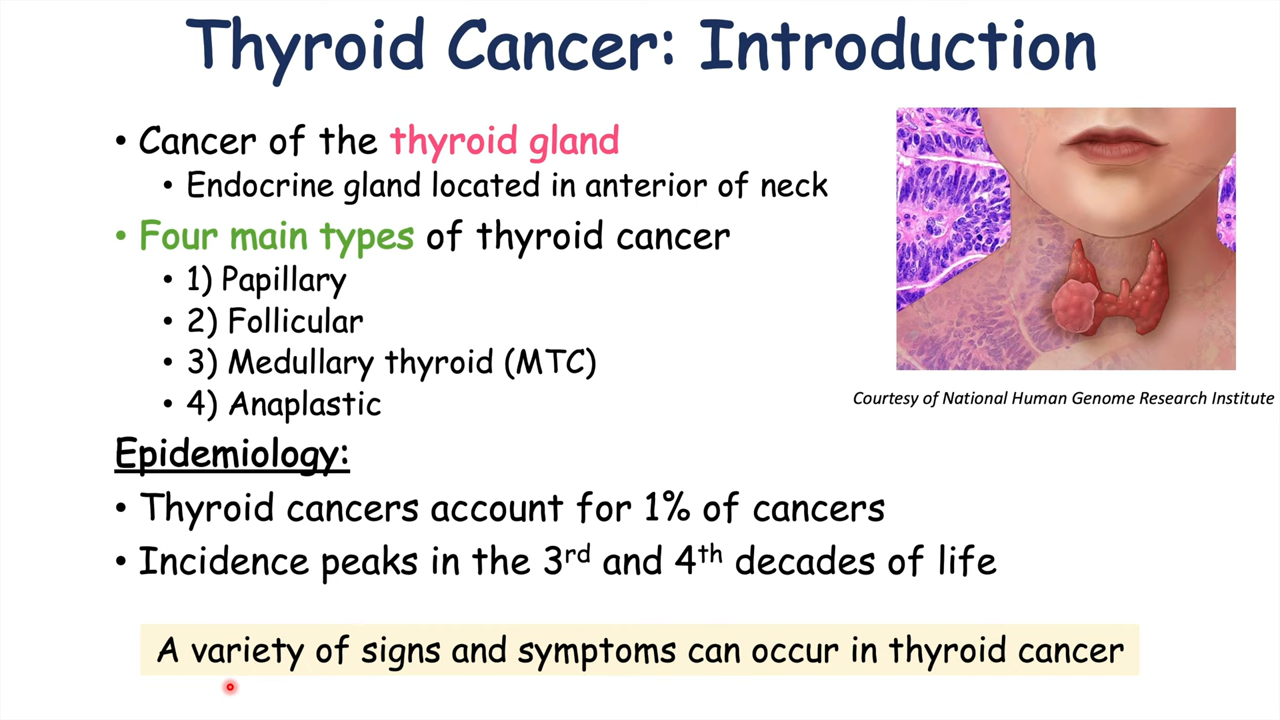 Thyroid Cancer: Introduction
• Cancer of the thyroid gland
• Endocrine gland located in anterior of neck
• Four main types of thyroid cancer
• 1) Papillary
• 2) Follicular
• 3) Medullary thyroid (MTC)
• 4) Anaplastic
Courtesy of National Human Genome Research Institute
Epidemiology:
• Thyroid cancers account for 1% of cancers
• Incidence peaks in the 3rd and 4th decades of life
A variety of signs and symptoms can occur in thyroid cancer